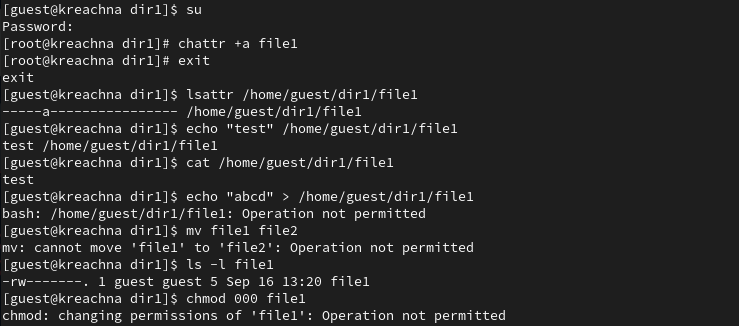 [guest@kreachna dir1]$ su
Password:
[root@kreachna dir1]# chattr +a file1
[root@kreachna dir1]# exit
exit
[guest@kreachna dir1]$ lsattr /home/guest/dir1/file1
-----a---------------- /home/guest/dir1/file1
[guest@kreachna dir1]$ echo "test" /home/guest/dir1/file1
test /home/guest/dir1/file1
[guest@kreachna dir1]$ cat /home/guest/dir1/file1
test
[guest@kreachna dir1]$ echo "abcd" > /home/guest/dir1/file1
bash: /home/guest/dir1/file1: Operation not permitted
[guest@kreachna dir1]$ mv file1 file2
mv: cannot move 'file1' to 'file2': Operation not permitted
[guest@kreachna dir1]$ ls -l file1
-rw-------. 1 guest guest 5 Sep 16 13:20 file1
[guest@kreachna dir1]$ chmod 000 file1
chmod: changing permissions of 'file1': Operation not permitted